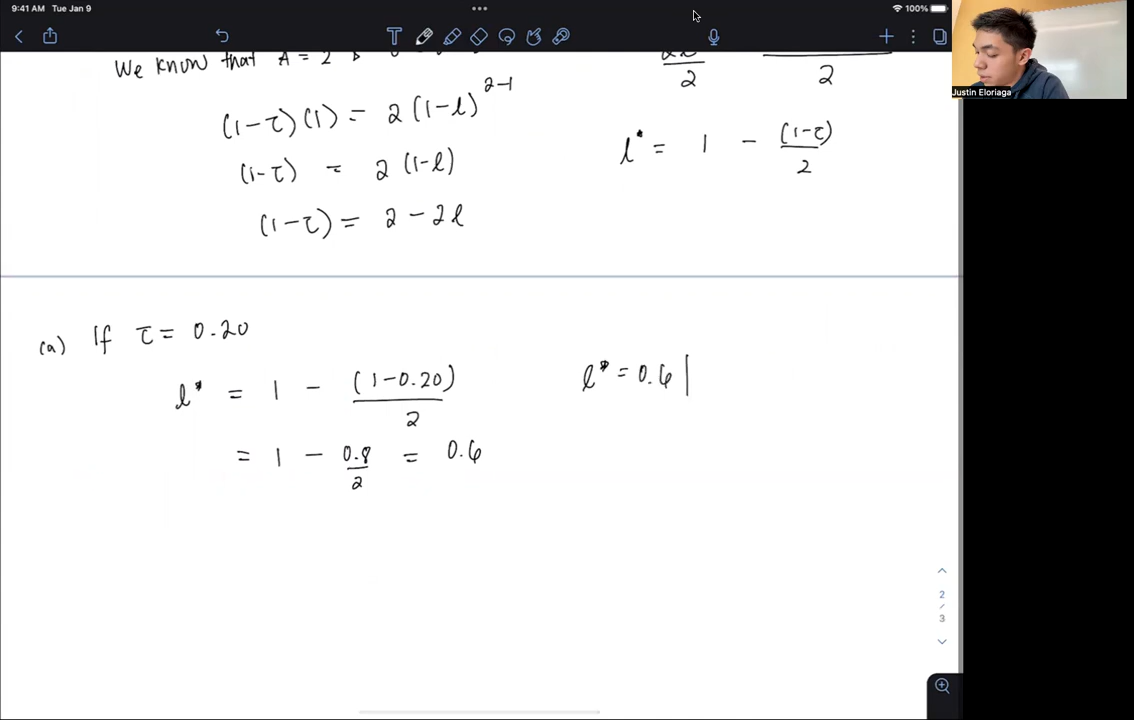 9:41 AM Tue Jan 9
100%
We know that A = 2
(1-τ)(1) = 2(1-l)^{2-1}
(1-τ) = 2(1-l)
(1-τ) = 2-2l
2 2
l* = 1 - (1-τ)/2
(a) If τ = 0.20
l* = 1 - (1-0.20)/2
= 1 - 0.8/2 = 0.6
l* = 0.6
Justin Eloriaga
2
/
3